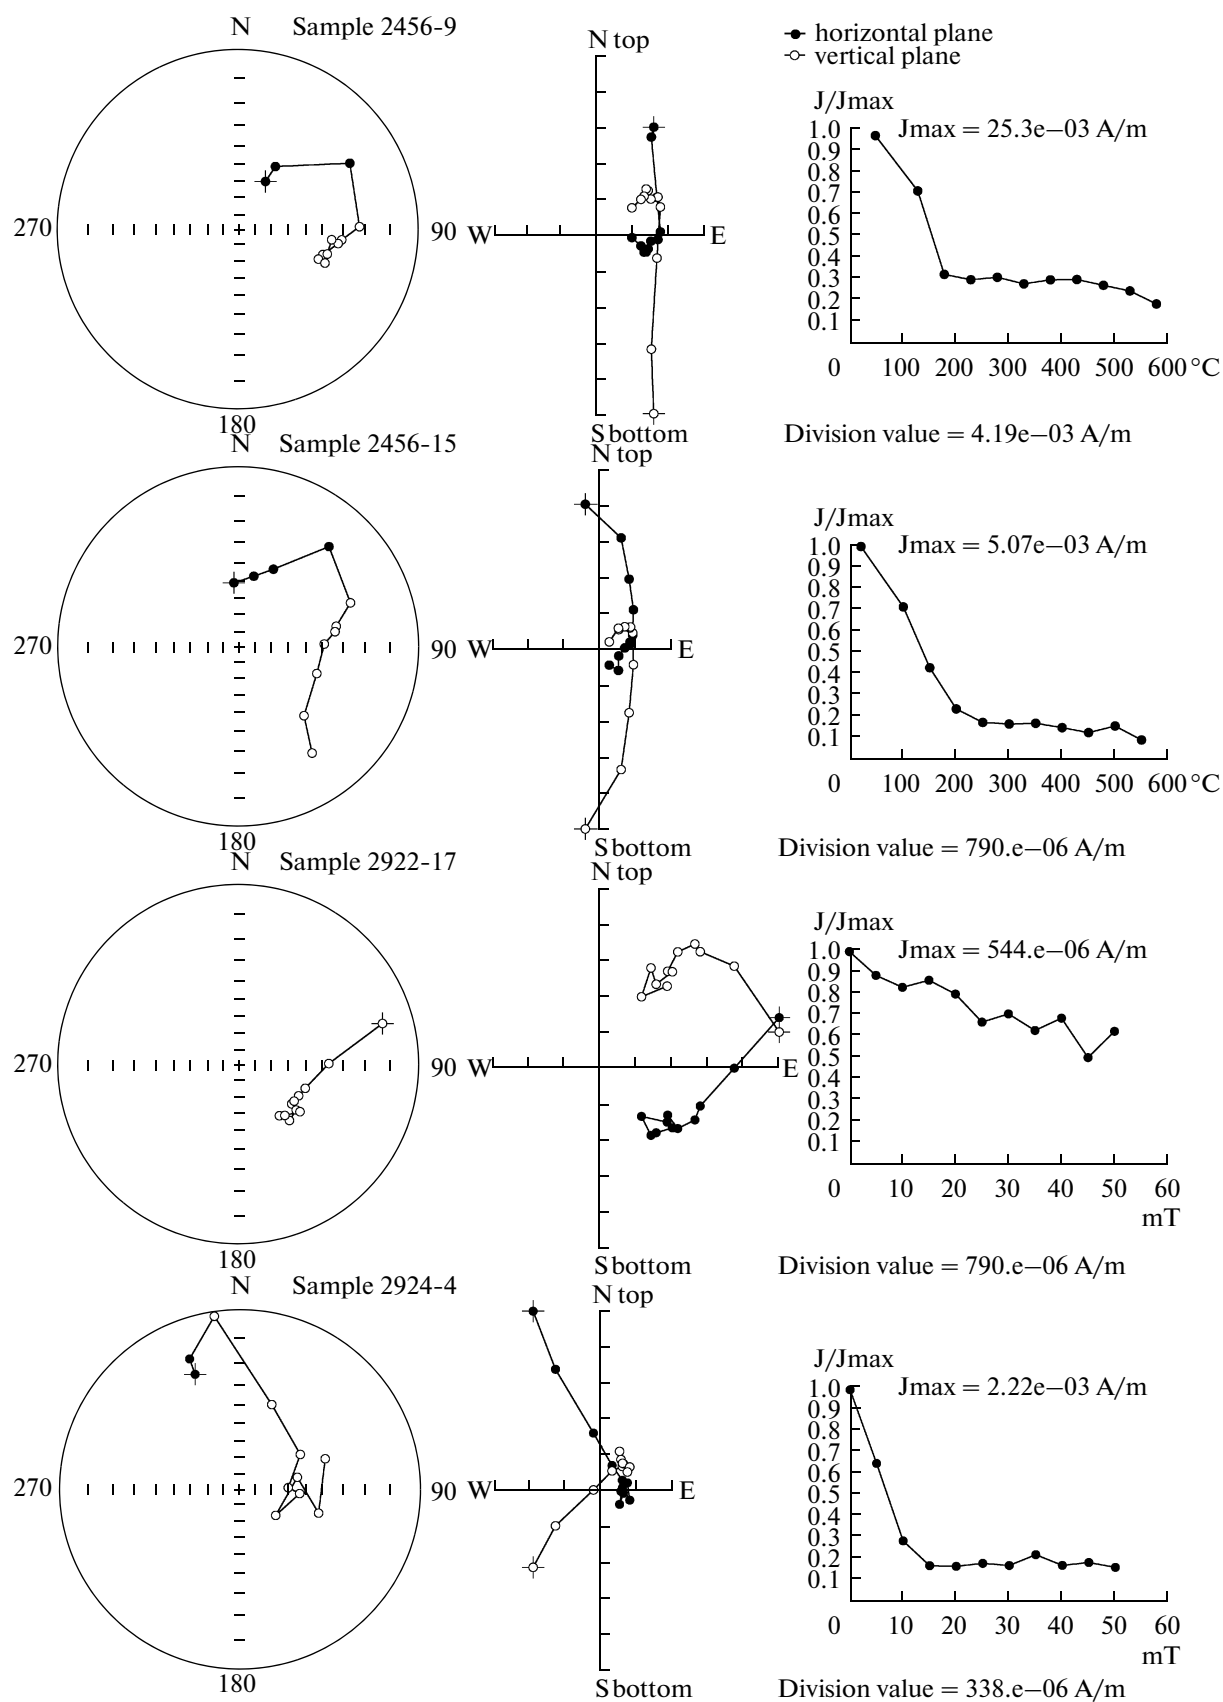 N Sample 2456-9
N top
horizontal plane
vertical plane
J/Jmax
Jmax = 25.3e−03 A/m
1.0
0.9
0.8
0.7
0.6
0.5
0.4
0.3
0.2
0.1
270 90 W E
0 100 200 300 400 500 600 °C
180
S bottom
Division value = 4.19e−03 A/m
N Sample 2456-15
N top
J/Jmax
Jmax = 5.07e−03 A/m
1.0
0.9
0.8
0.7
0.6
0.5
0.4
0.3
0.2
0.1
270 90 W E
0 100 200 300 400 500 600 °C
180
S bottom
Division value = 790.e−06 A/m
N Sample 2922-17
N top
J/Jmax
Jmax = 544.e−06 A/m
1.0
0.9
0.8
0.7
0.6
0.5
0.4
0.3
0.2
0.1
270 90 W E
0 10 20 30 40 50 60
mT
180
S bottom
Division value = 790.e−06 A/m
N Sample 2924-4
N top
J/Jmax
Jmax = 2.22e−03 A/m
1.0
0.9
0.8
0.7
0.6
0.5
0.4
0.3
0.2
0.1
270 90 W E
0 10 20 30 40 50 60
mT
180
S bottom
Division value = 338.e−06 A/m